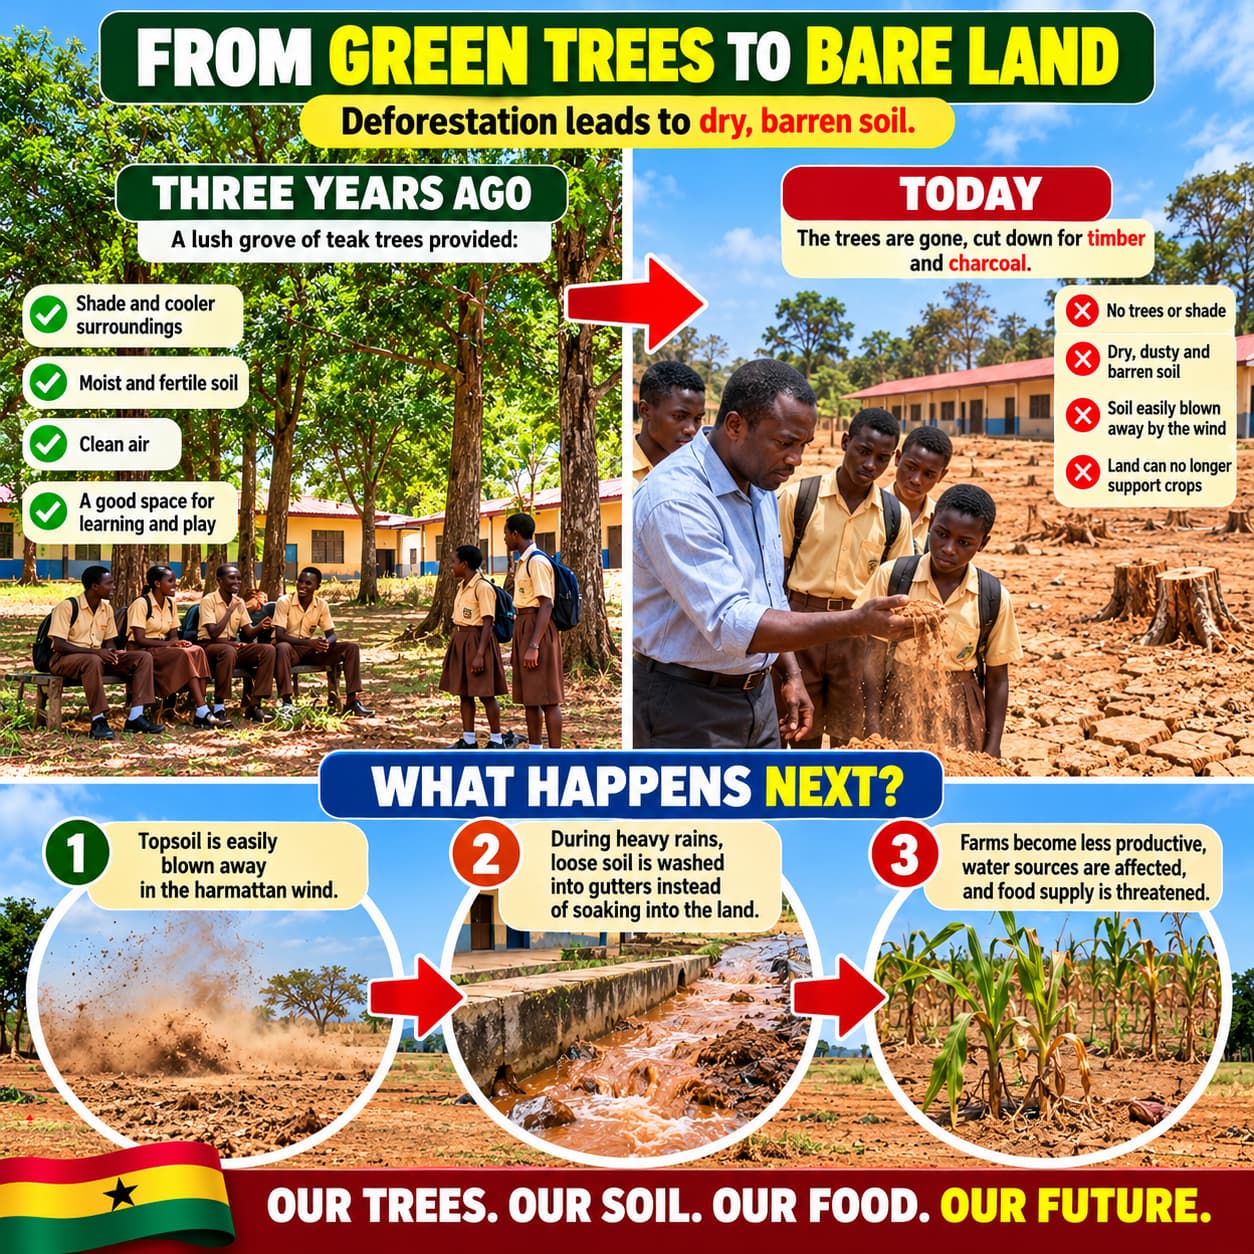 FROM GREEN TREES TO BARE LAND
Deforestation leads to dry, barren soil.
THREE YEARS AGO
A lush grove of teak trees provided:
Shade and cooler
surroundings
Moist and fertile soil
Clean air
A good space for
learning and play
TODAY
The trees are gone, cut down for timber
and charcoal.
No trees or shade
Dry, dusty and
barren soil
Soil easily blown
away by the wind
Land can no longer
support crops
WHAT HAPPENS NEXT?
1
Topsoil is easily
blown away
in the harmattan wind.
2
During heavy rains,
loose soil is washed
into gutters instead
of soaking into the land.
3
Farms become less productive,
water sources are affected,
and food supply is threatened.
OUR TREES. OUR SOIL. OUR FOOD. OUR FUTURE.